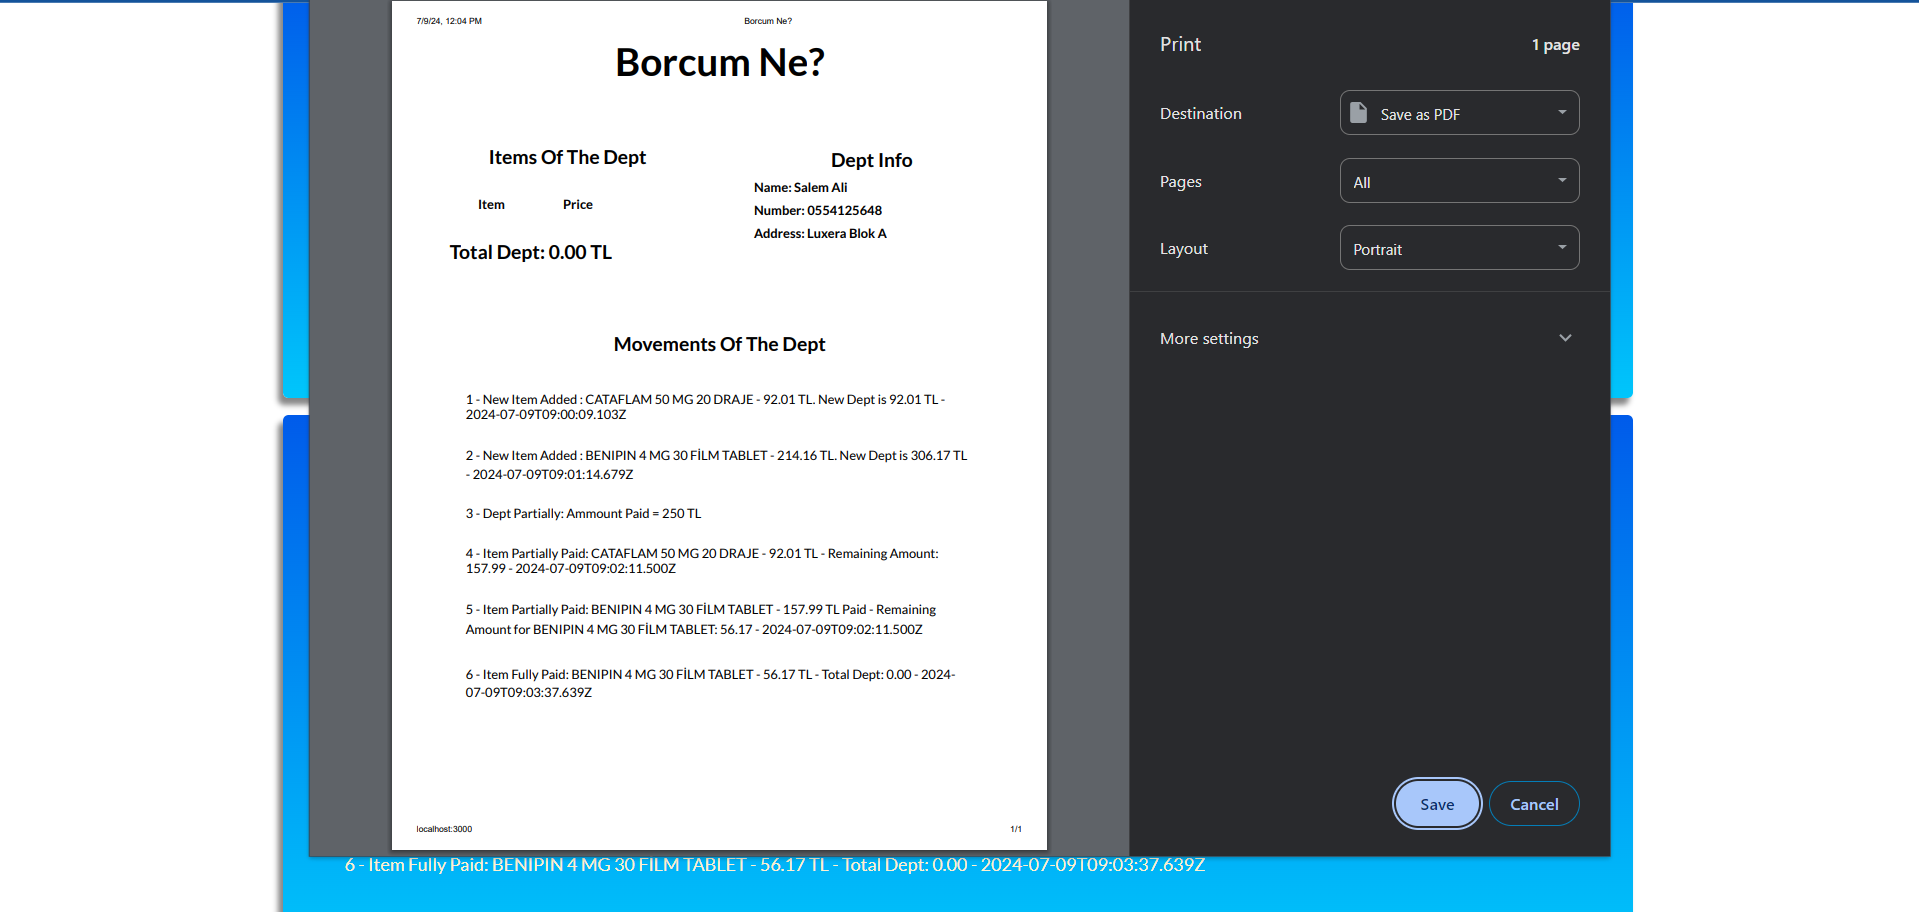 7/9/24, 12:04 PM
Borcum Ne?
Borcum Ne?
Items Of The Dept
Item Price
Total Dept: 0.00 TL
Dept Info
Name: Salem Ali
Number: 0554125648
Address: Luxera Blok A
Movements Of The Dept
1 - New Item Added : CATAFLAM 50 MG 20 DRAJE - 92.01 TL. New Dept is 92.01 TL -
2024-07-09T09:00:09.103Z
2 - New Item Added : BENIPIN 4 MG 30 FİLM TABLET - 214.16 TL. New Dept is 306.17 TL
- 2024-07-09T09:01:14.679Z
3 - Dept Partially: Ammount Paid = 250 TL
4 - Item Partially Paid: CATAFLAM 50 MG 20 DRAJE - 92.01 TL - Remaining Amount:
157.99 - 2024-07-09T09:02:11.500Z
5 - Item Partially Paid: BENIPIN 4 MG 30 FİLM TABLET - 157.99 TL Paid - Remaining
Amount for BENIPIN 4 MG 30 FİLM TABLET: 56.17 - 2024-07-09T09:02:11.500Z
6 - Item Fully Paid: BENIPIN 4 MG 30 FİLM TABLET - 56.17 TL - Total Dept: 0.00 - 2024-
07-09T09:03:37.639Z
localhost:3000
1/1
Print
1 page
Destination
Save as PDF
Pages
All
Layout
Portrait
More settings
Save
Cancel
6 - Item Fully Paid: BENIPIN 4 MG 30 FILM TABLET - 56.17 TL - Total Dept: 0.00 - 2024-07-09T09:03:37.639Z